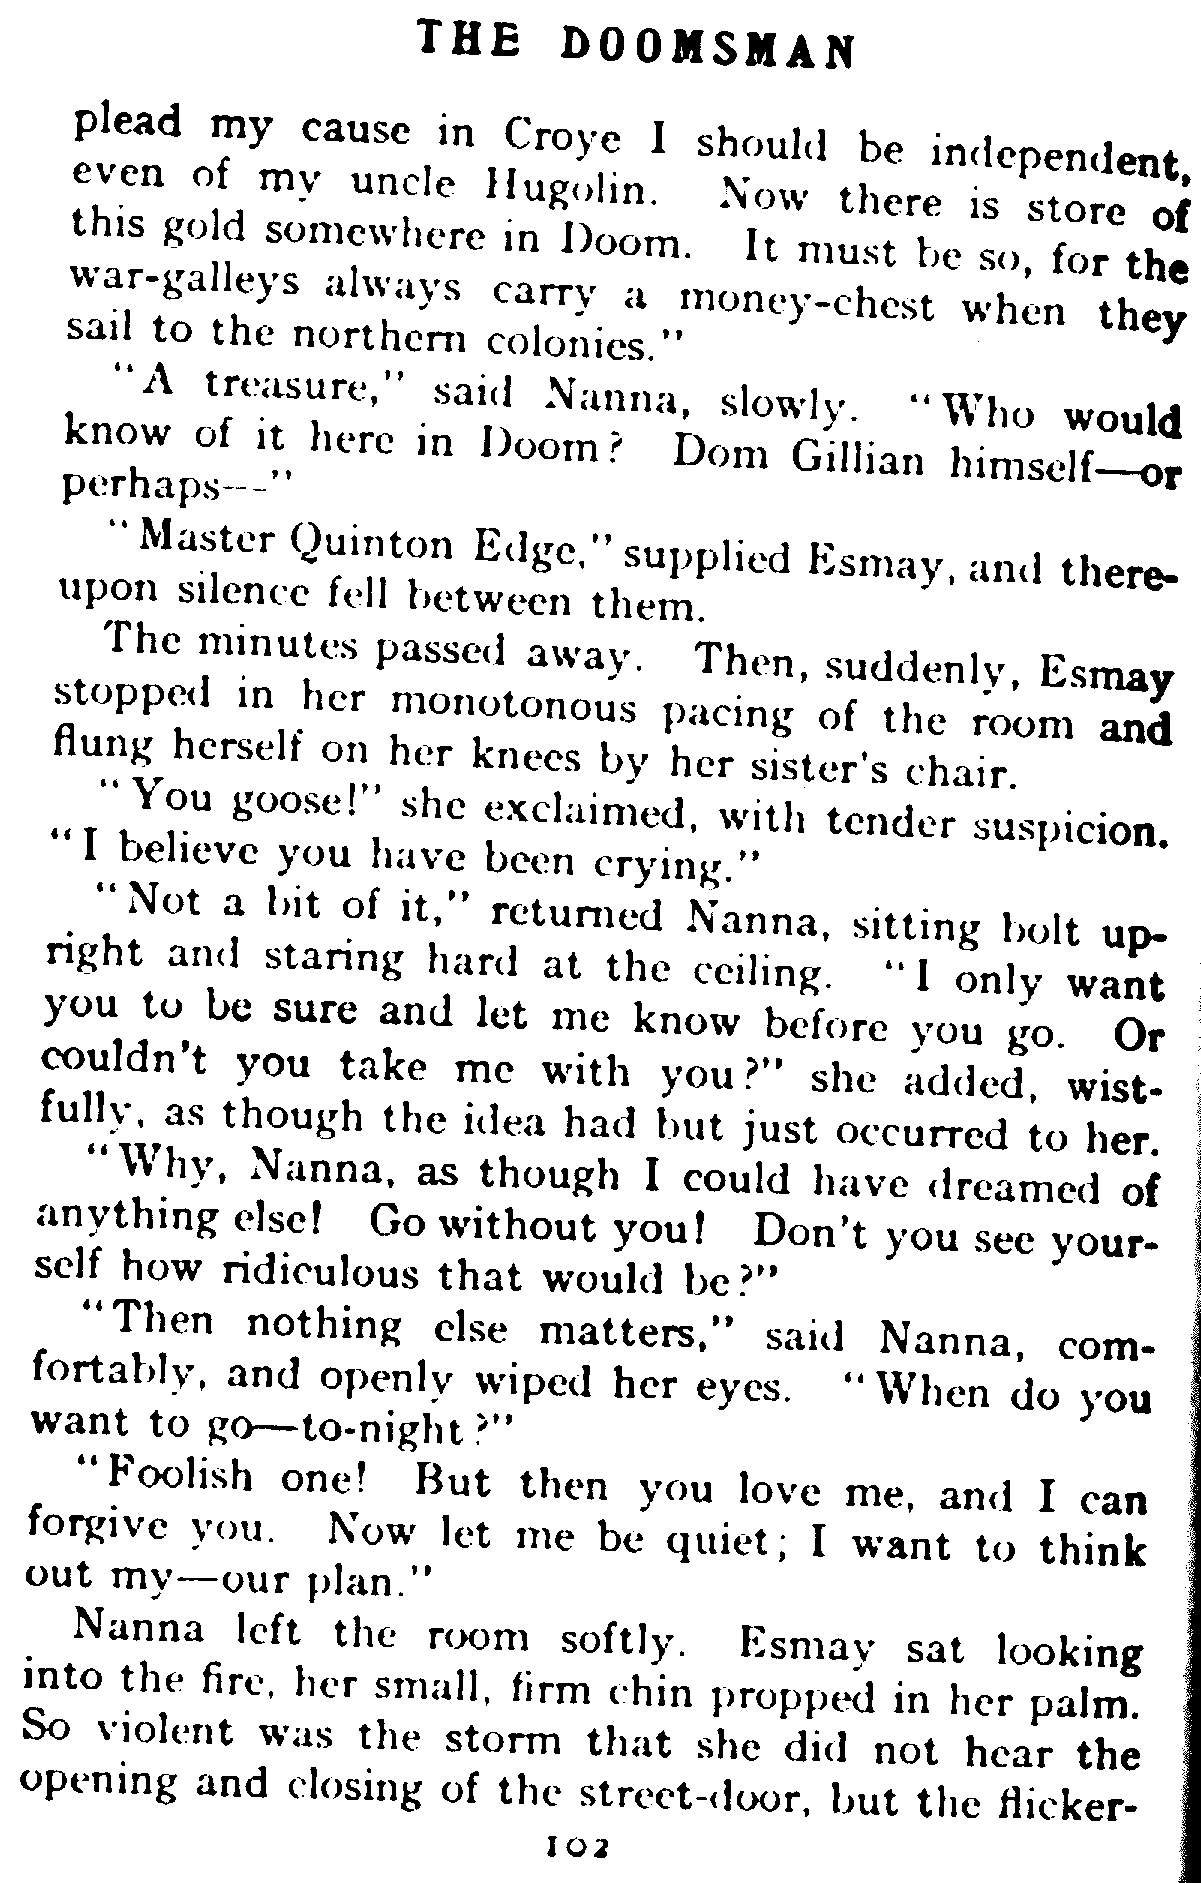 THE DOOMSMAN
plead my cause in Croye I should be independent,
even of my uncle Hugolin. Now there is store of
this gold somewhere in Doom. It must be so, for the
war-galleys always carry a money-chest when they
sail to the northern colonies."
"A treasure," said Nanna, slowly. "Who would
know of it here in Doom? Dom Gillian himself—or
perhaps—"
"Master Quinton Edge," supplied Esmay, and there-
upon silence fell between them.
The minutes passed away. Then, suddenly, Esmay
stopped in her monotonous pacing of the room and
flung herself on her knees by her sister's chair.
"You goose!" she exclaimed, with tender suspicion.
"I believe you have been crying."
"Not a bit of it," returned Nanna, sitting bolt up-
right and staring hard at the ceiling. "I only want
you to be sure and let me know before you go. Or
couldn't you take me with you?" she added, wist-
fully, as though the idea had but just occurred to her.
"Why, Nanna, as though I could have dreamed of
anything else! Go without you! Don't you see your-
self how ridiculous that would be?"
"Then nothing else matters," said Nanna, com-
fortably, and openly wiped her eyes. "When do you
want to go—to-night?"
"Foolish one! But then you love me, and I can
forgive you. Now let me be quiet; I want to think
out my—our plan."
Nanna left the room softly. Esmay sat looking
into the fire, her small, firm chin propped in her palm.
So violent was the storm that she did not hear the
opening and closing of the street-door, but the flicker-
102